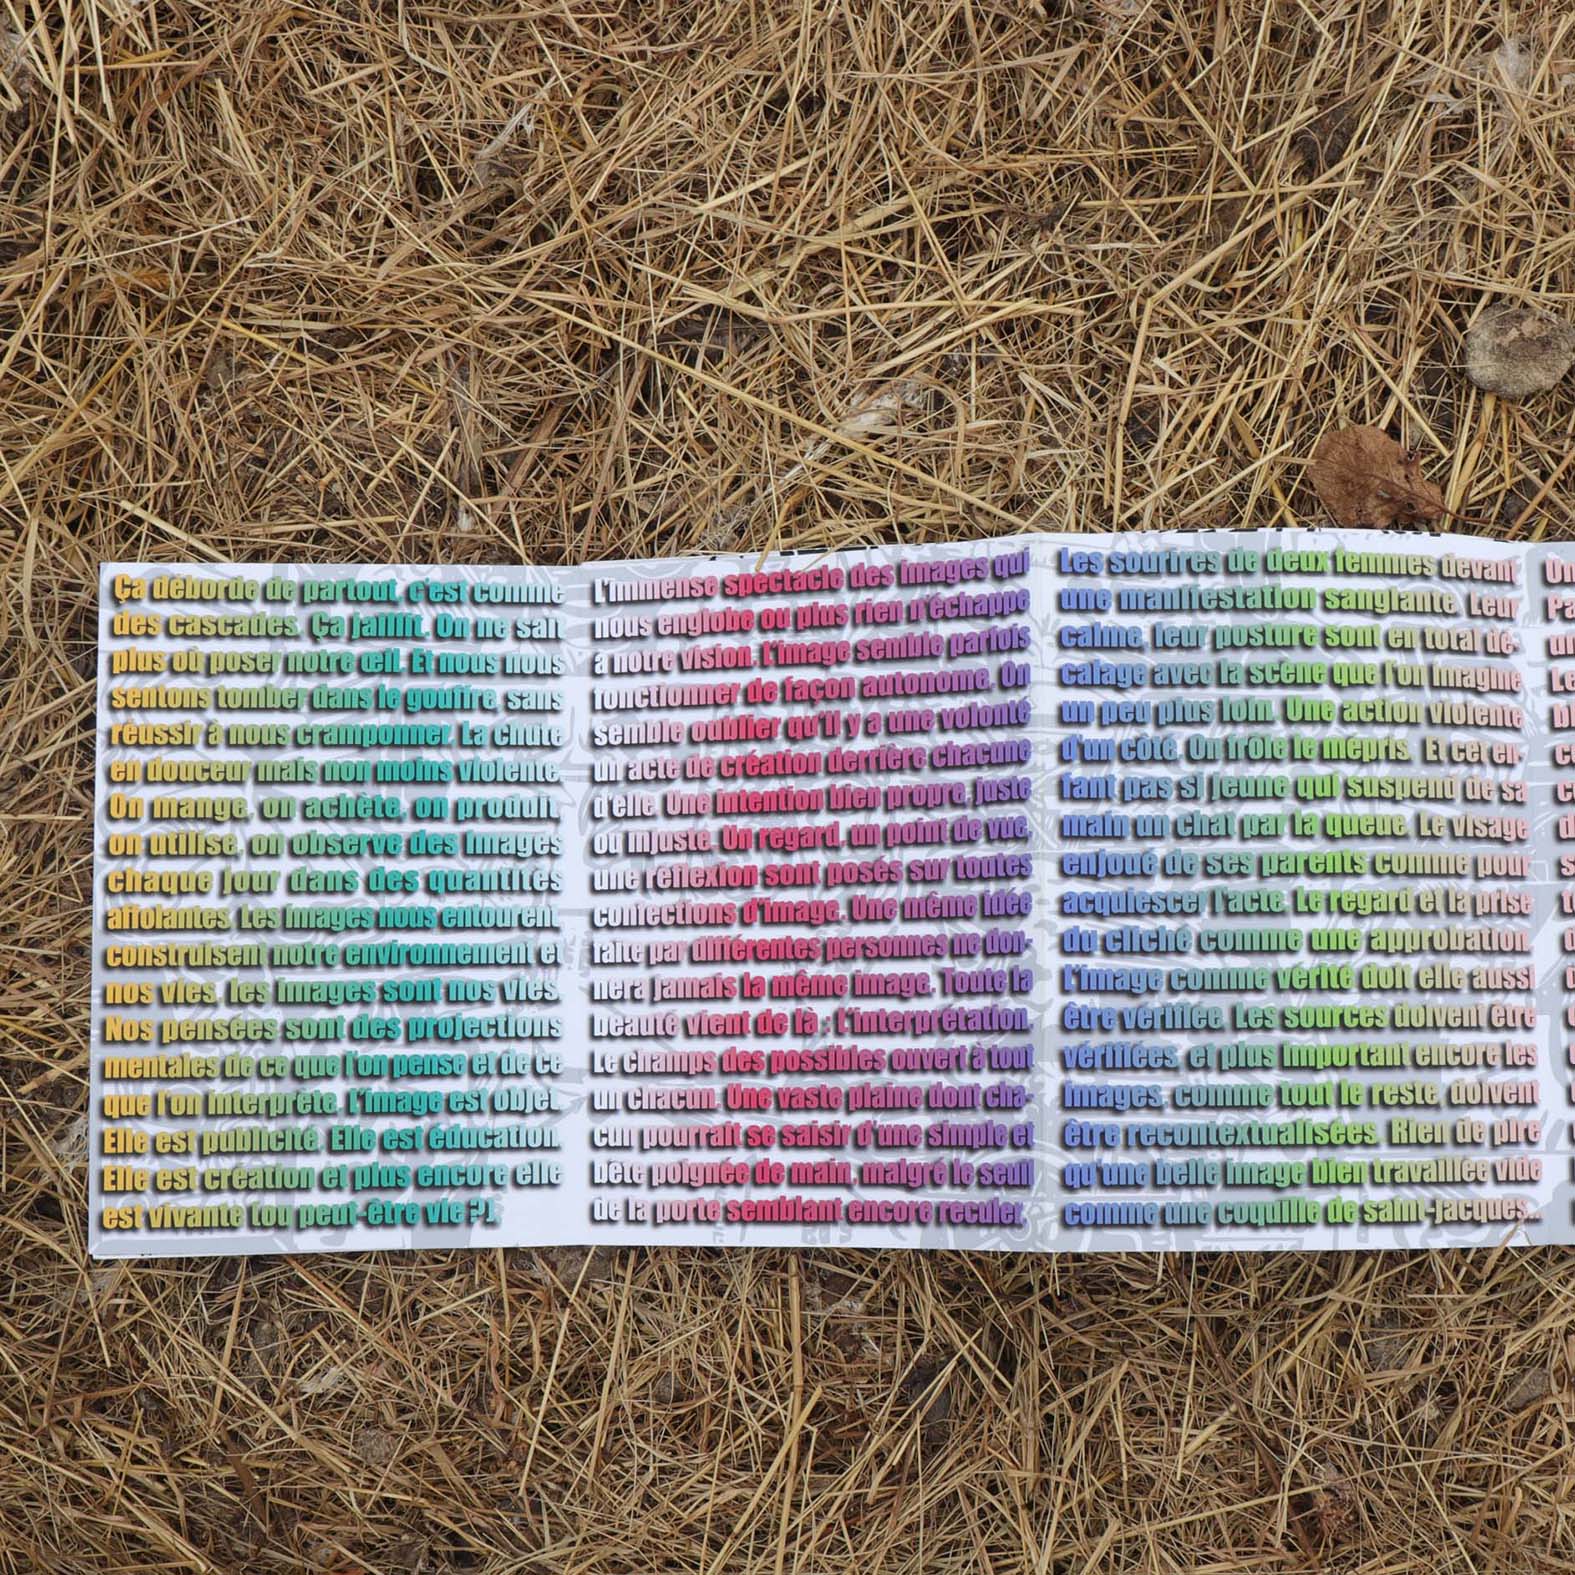 Ça déborde de partout, c'est comme
des cascades. Ça jaillit. On ne sait
plus où poser notre œil. Et nous nous
sentons tomber dans le gouffre, sans
réussir à nous cramponner. La chute
en douceur mais non moins violente.
On mange, on achète, on produit,
on utilise, on observe des images
chaque jour dans des quantités
affolantes. Les images nous entourent,
construisent notre environnement et
nos vies, les images sont nos vies.
Nos pensées sont des projections
mentales de ce que l'on pense et de ce
que l'on interprète. L'image est objet.
Elle est publicité. Elle est éducation.
Elle est création et plus encore elle
est vivante (ou peut-être vie ?).
L'immense spectacle des images qui
nous englobe ou plus rien n'échappe
à notre vision. L'image semble parfois
fonctionner de façon autonome. On
semble oublier qu'il y a une volonté
un acte de création derrière chacune
d'elle. Une intention bien propre, juste
ou injuste. Un regard, un point de vue,
une réflexion sont posés sur toutes
confections d'image. Une même idée
faite par différentes personnes ne don-
nera jamais la même image. Toute la
beauté vient de là : L'interprétation.
Le champs des possibles ouvert à tout
un chacun. Une vaste plaine dont cha-
cun pourrait se saisir d'une simple et
bête poignée de main, malgré le seuil
de la porte semblant encore reculer.
Les sourires de deux femmes devant
une manifestation sanglante. Leur
calme, leur posture sont en total dé-
calage avec la scène que l'on imagine
un peu plus loin. Une action violente
d'un côté. On frôle le mépris. Et cet en-
fant pas si jeune qui suspend de sa
main un chat par la queue. Le visage
enjoué de ses parents comme pour
acquiescer l'acte. Le regard et la prise
du cliché comme une approbation.
L'image comme vérité doit elle aussi
être vérifiée. Les sources doivent être
vérifiées, et plus important encore les
images, comme tout le reste, doivent
être recontextualisées. Rien de pire
qu'une belle image bien travaillée vide
comme une coquille de saint-jacques...